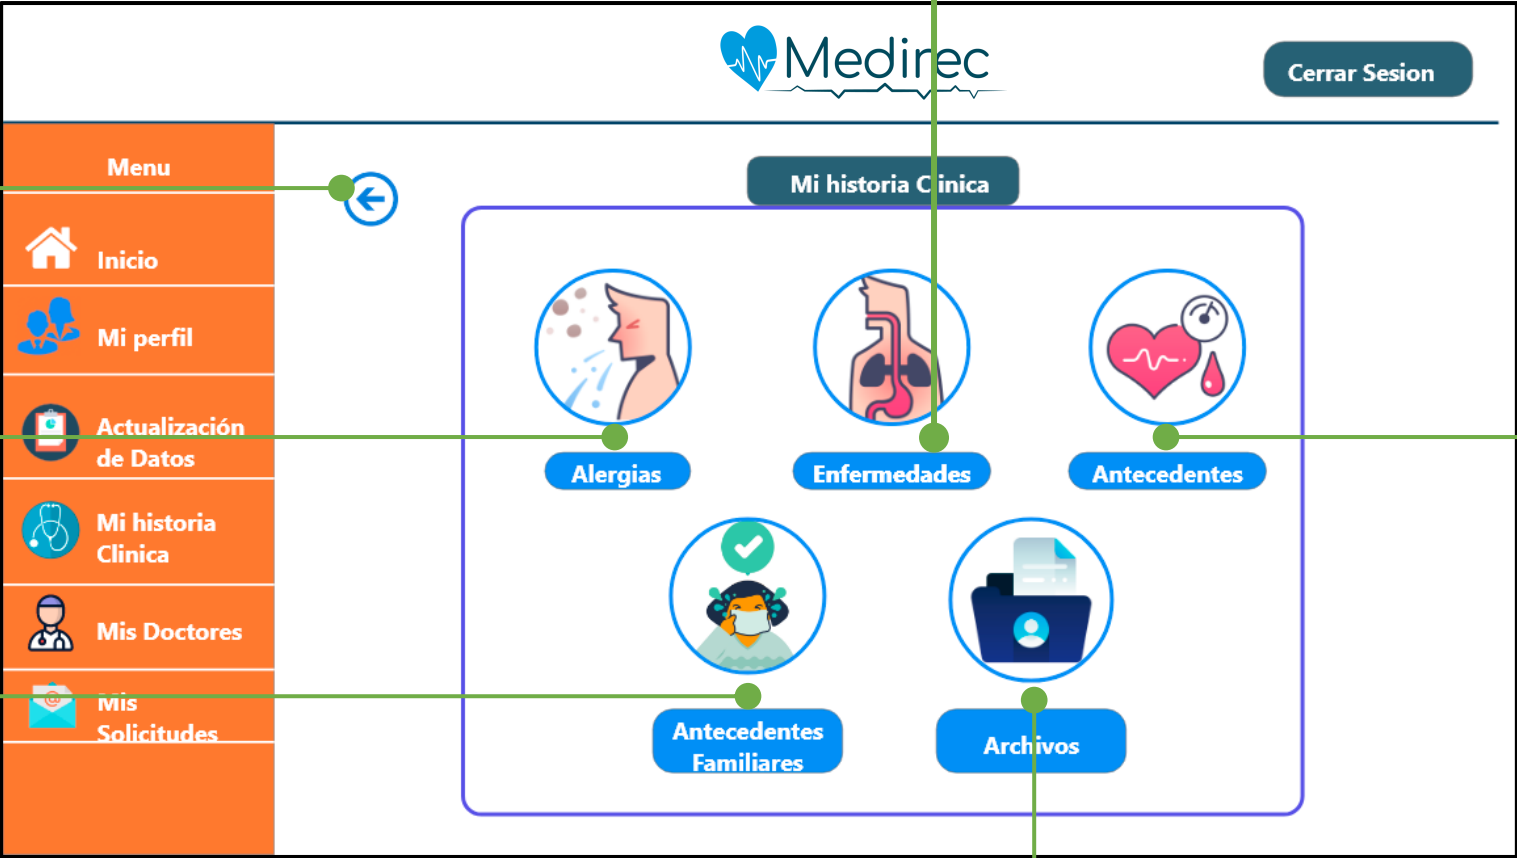 Medirec
Cerrar Sesion
Menu
Mi historia Clinica
Inicio
Mi perfil
Actualización
de Datos
Mi historia
Clinica
Mis Doctores
Mis
Solicitudes
@
Alergias
Enfermedades
Antecedentes
Antecedentes
Familiares
Archivos